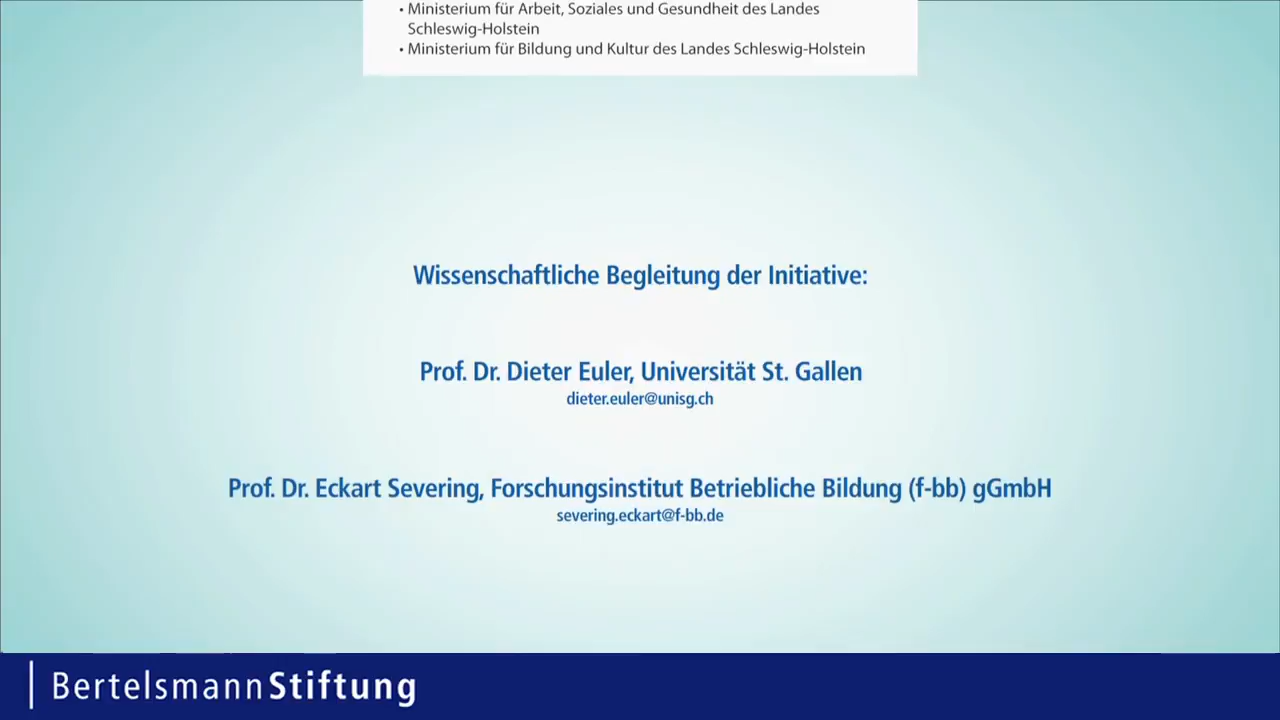 • Ministerium für Arbeit, Soziales und Gesundheit des Landes
Schleswig-Holstein
• Ministerium für Bildung und Kultur des Landes Schleswig-Holstein
Wissenschaftliche Begleitung der Initiative:
Prof. Dr. Dieter Euler, Universität St. Gallen
dieter.euler@unisg.ch
Prof. Dr. Eckart Severing, Forschungsinstitut Betriebliche Bildung (f-bb) gGmbH
severing.eckart@f-bb.de
BertelsmannStiftung